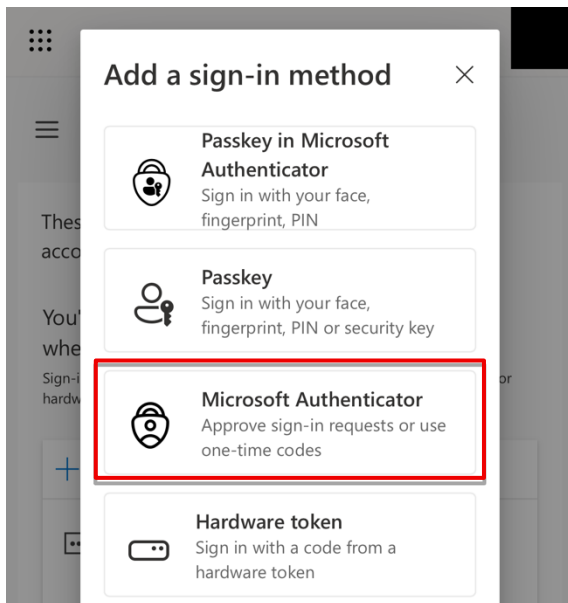 Add a sign-in method
Passkey in Microsoft
Authenticator
Sign in with your face,
fingerprint, PIN
Passkey
Sign in with your face,
fingerprint, PIN or security key
Microsoft Authenticator
Approve sign-in requests or use
one-time codes
Hardware token
Sign in with a code from a
hardware token
Thes
acco
You'
whe
Sign-i
or
hardw